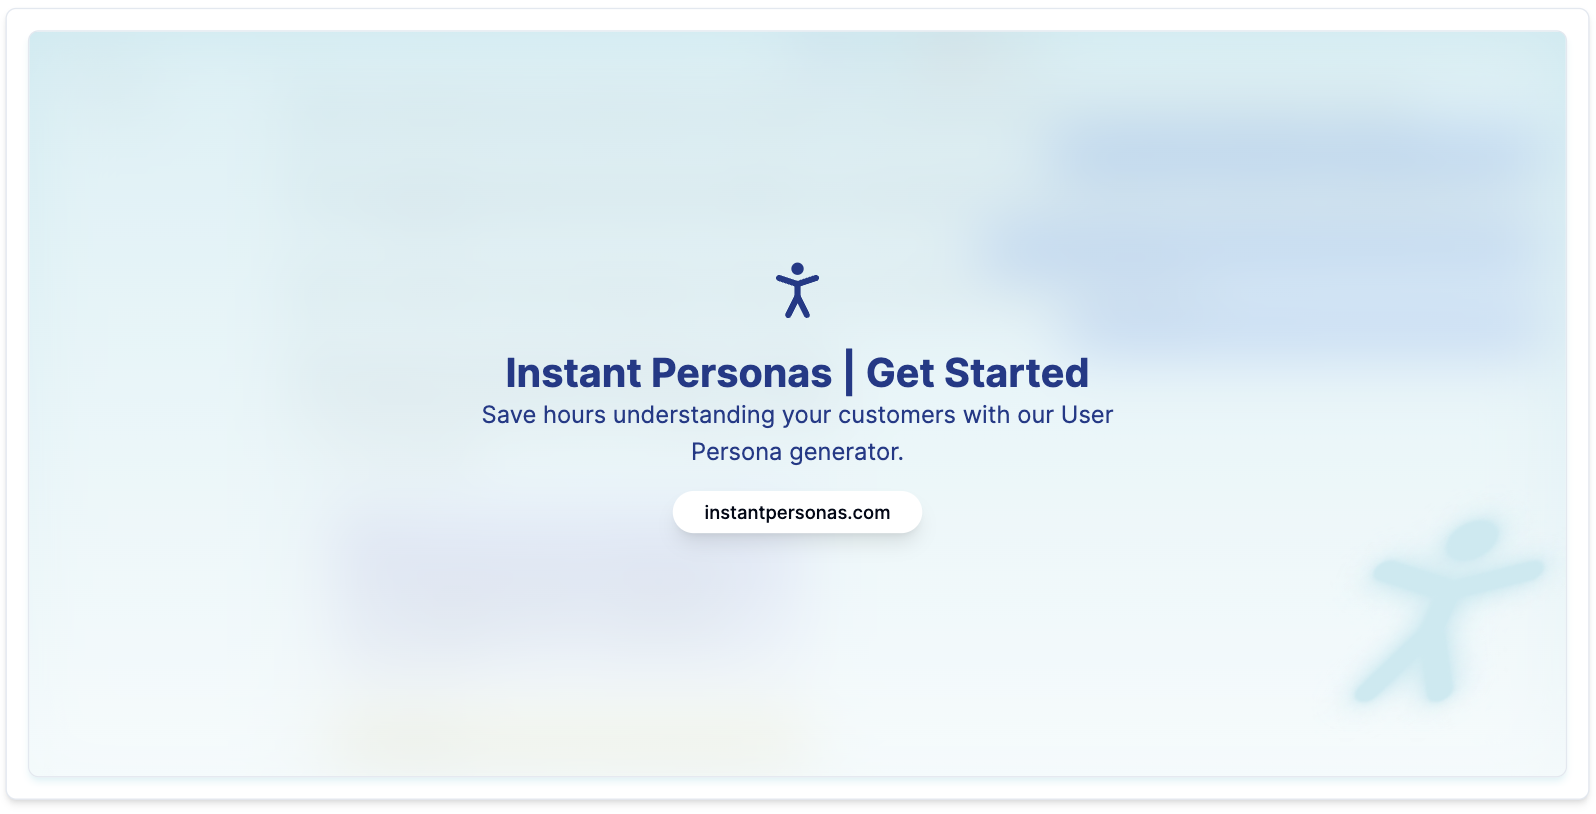 Instant Personas | Get Started
Save hours understanding your customers with our User
Persona generator.
instantpersonas.com